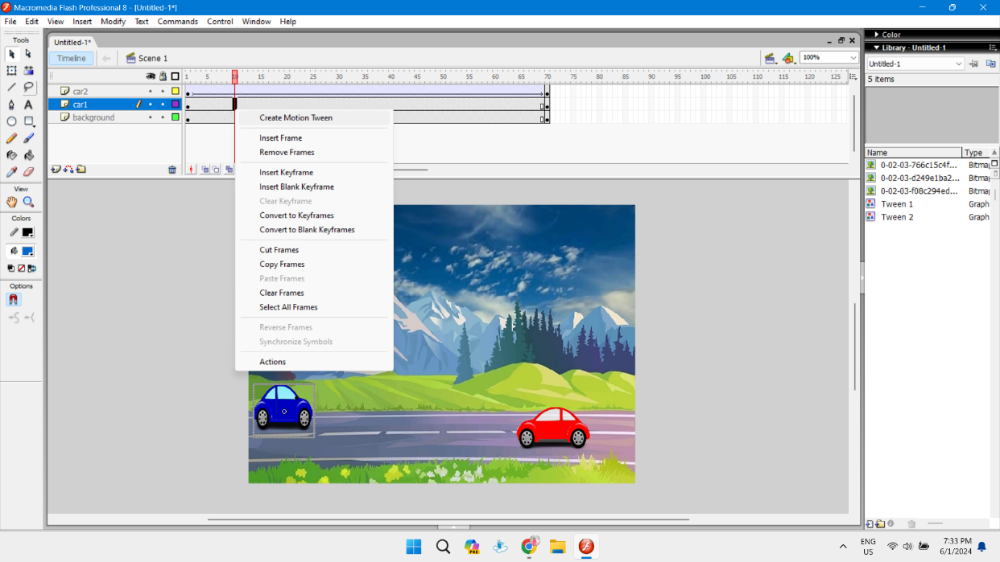 Macromedia Flash Professional 8 - [Untitled-1*]
File Edit View Insert Modify Text Commands Control Window Help
Tools
Untitled-1*
Timeline
Scene 1
100%
1 5 10 15 20 25 30 35 40 45 50 55 60 65 70 75 80 85 90 95 100 105 110 115 120 125
car2
car1
background
View
Colors
Options
Create Motion Tween
Insert Frame
Remove Frames
Insert Keyframe
Insert Blank Keyframe
Clear Keyframe
Convert to Keyframes
Convert to Blank Keyframes
Cut Frames
Copy Frames
Paste Frames
Clear Frames
Select All Frames
Reverse Frames
Synchronize Symbols
Actions
Color
Library - Untitled-1
Untitled-1
5 items
Name Type
0-02-03-766c15c4f... Bitma
0-02-03-d249e1ba2... Bitma
0-02-03-f08c294ed... Bitma
Tween 1 Graph
Tween 2 Graph
PRE
ENG
US
7:33 PM
6/1/2024